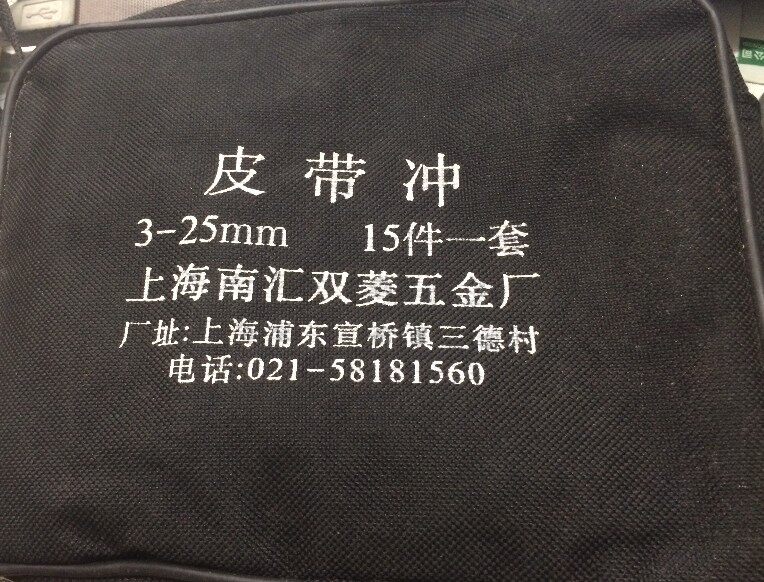 皮带冲
3-25mm 15件一套
上海南汇双菱五金厂
厂址:上海浦东宣桥镇三德村
电话:021-58181560